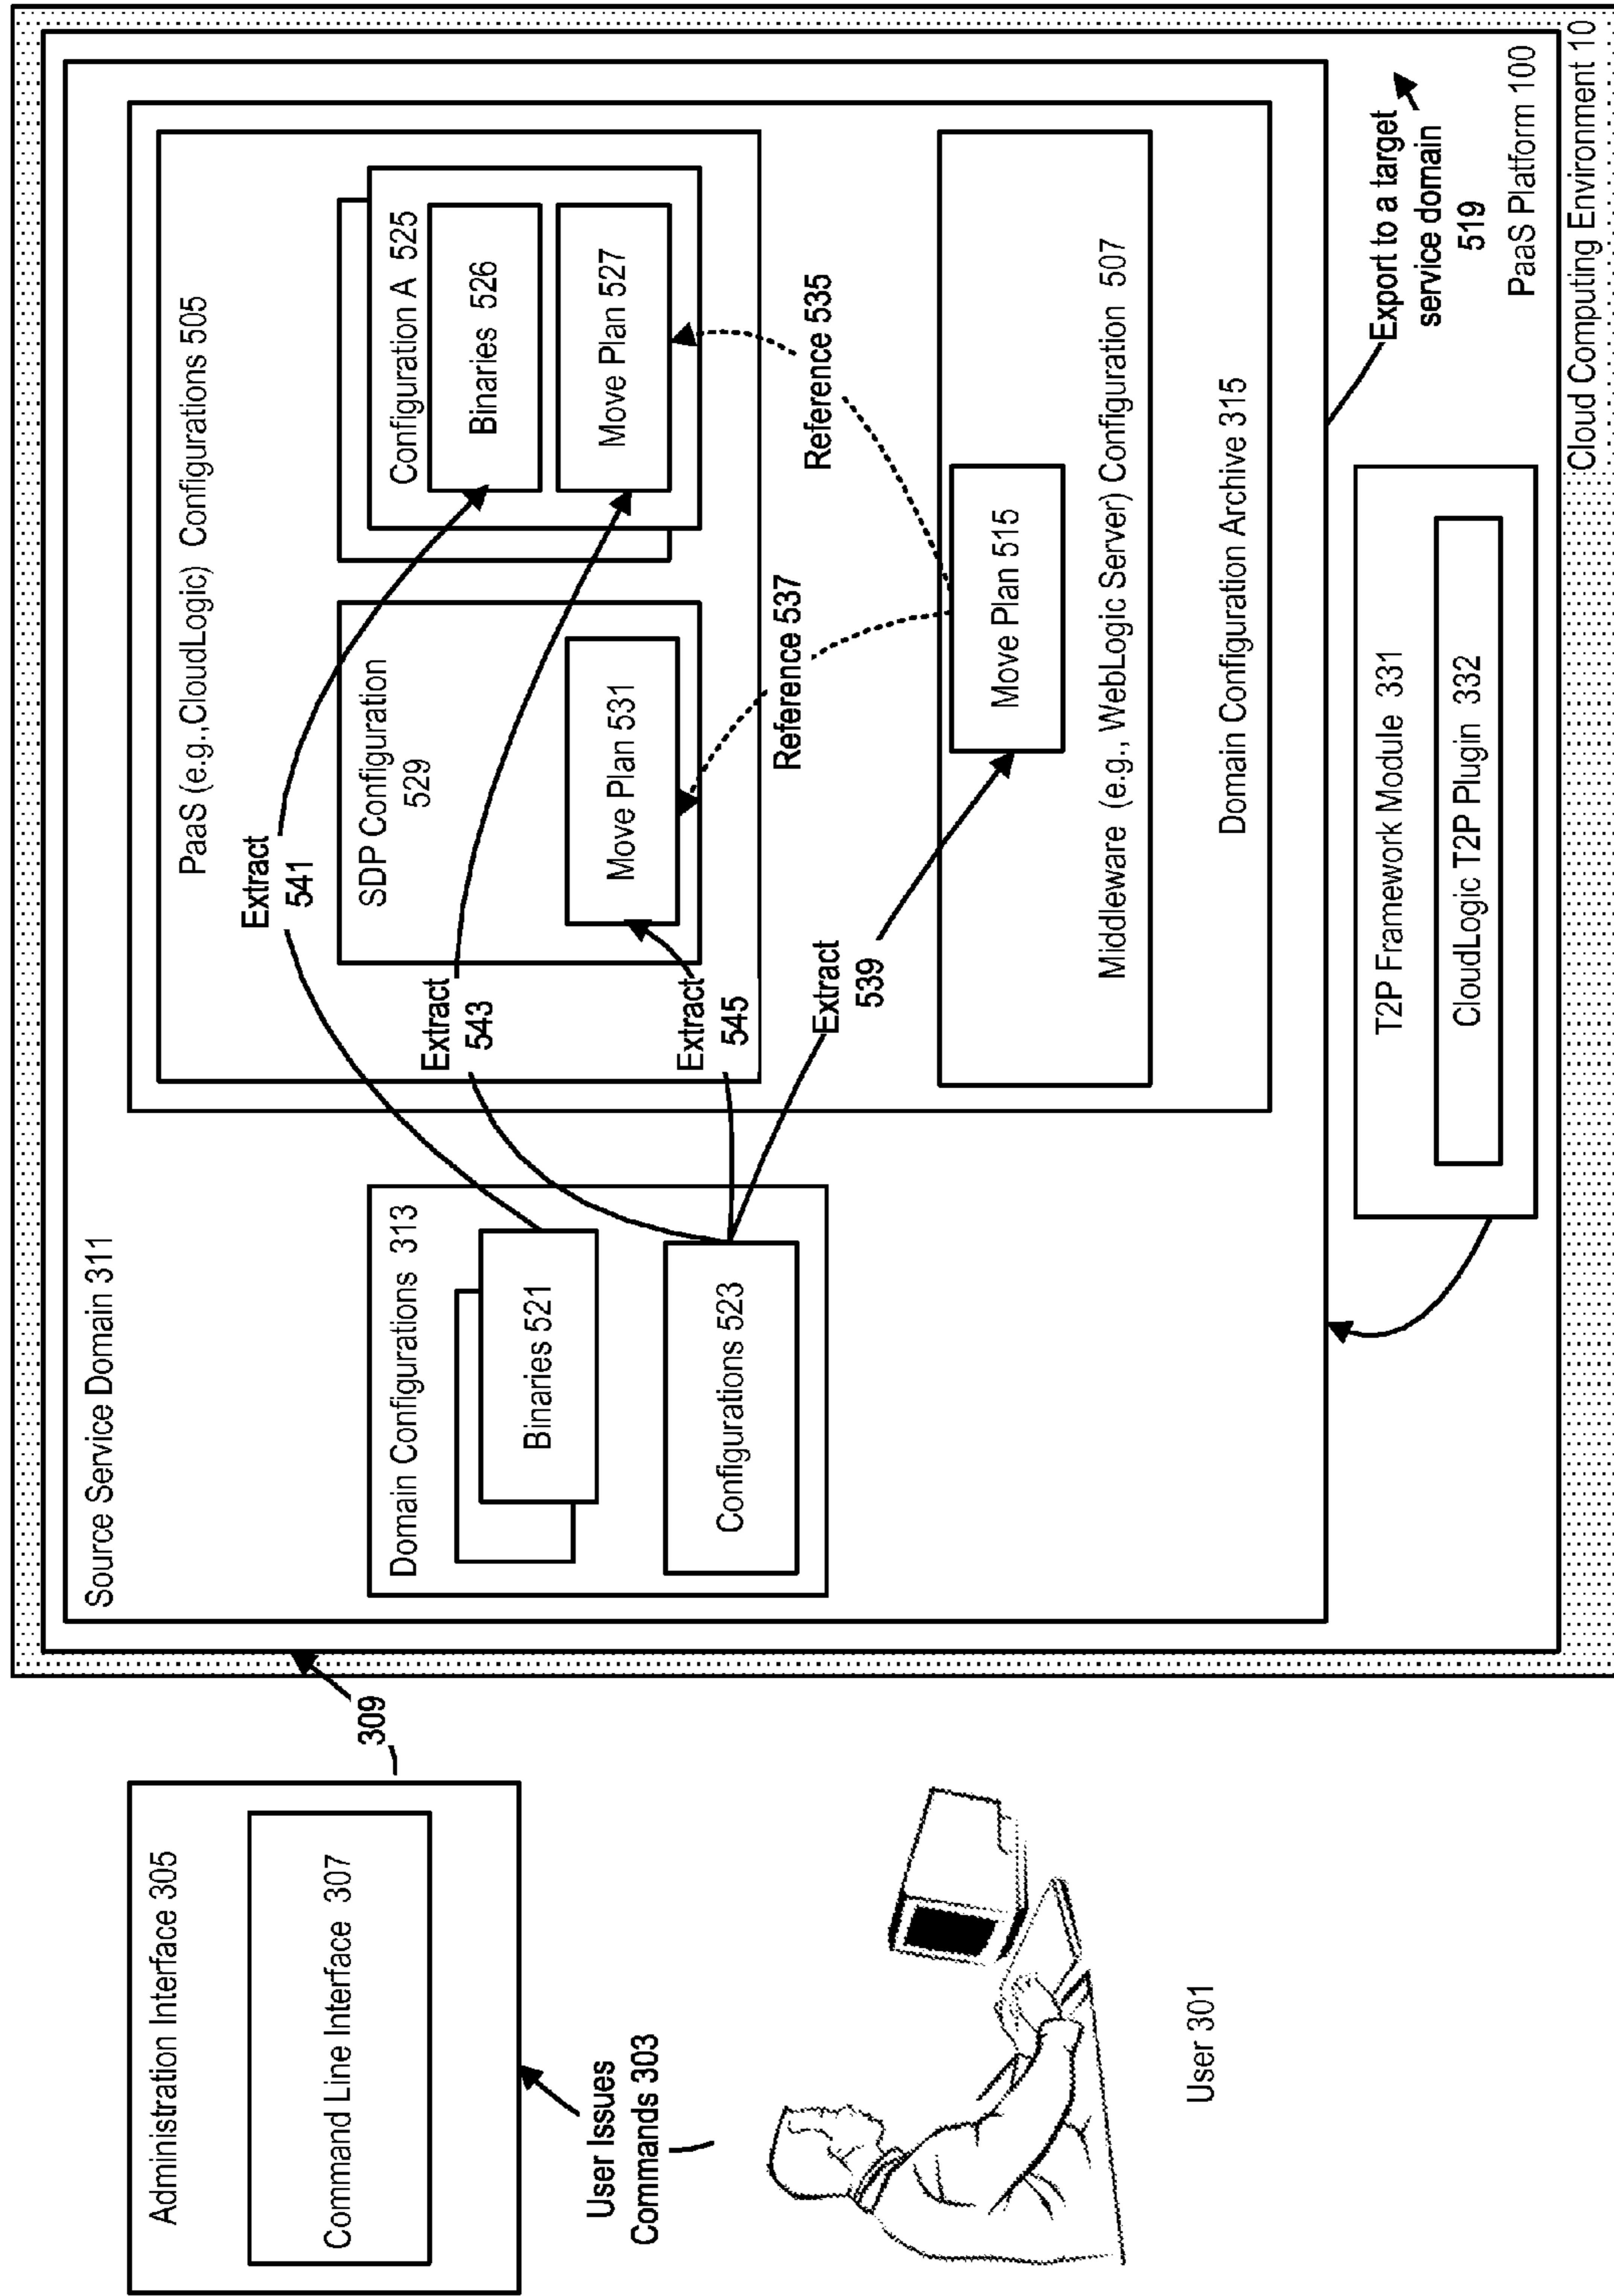 Administration Interface 305
Command Line Interface 307
User Issues
Commands 303
User 301
309
Source Service Domain 311
Domain Configurations 313
Binaries 521
Configurations 523
Extract
541
Extract
543
Extract
545
Extract
539
PaaS (e.g.,CloudLogic) Configurations 505
SDP Configuration
529
Move Plan 531
Configuration A 525
Binaries 526
Move Plan 527
Reference 537
Reference 535
Move Plan 515
Middleware (e.g., WebLogic Server) Configuration 507
Domain Configuration Archive 315
T2P Framework Module 331
CloudLogic T2P Plugin 332
Export to a target
service domain
519
PaaS Platform 100
Cloud Computing Environment 10